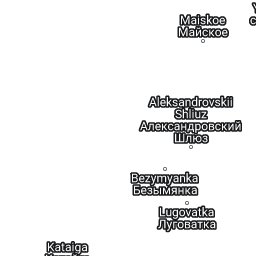 Maiskoe
Майское
Aleksandrovskii
Shliuz
Александровский
Шлюз
Bezymyanka
Безымянка
Lugovatka
Луговатка
Kataiga